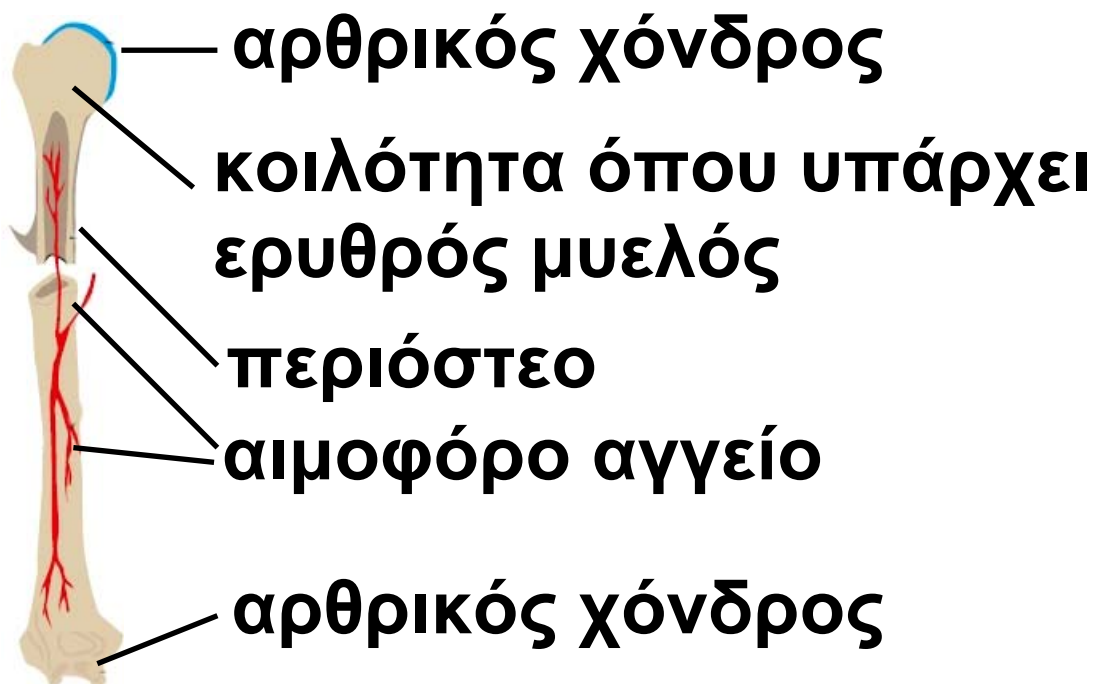 αρθρικός χόνδρος
κοιλότητα όπου υπάρχει
ερυθρός μυελός
περιόστεο
αιμοφόρο αγγείο
αρθρικός χόνδρος